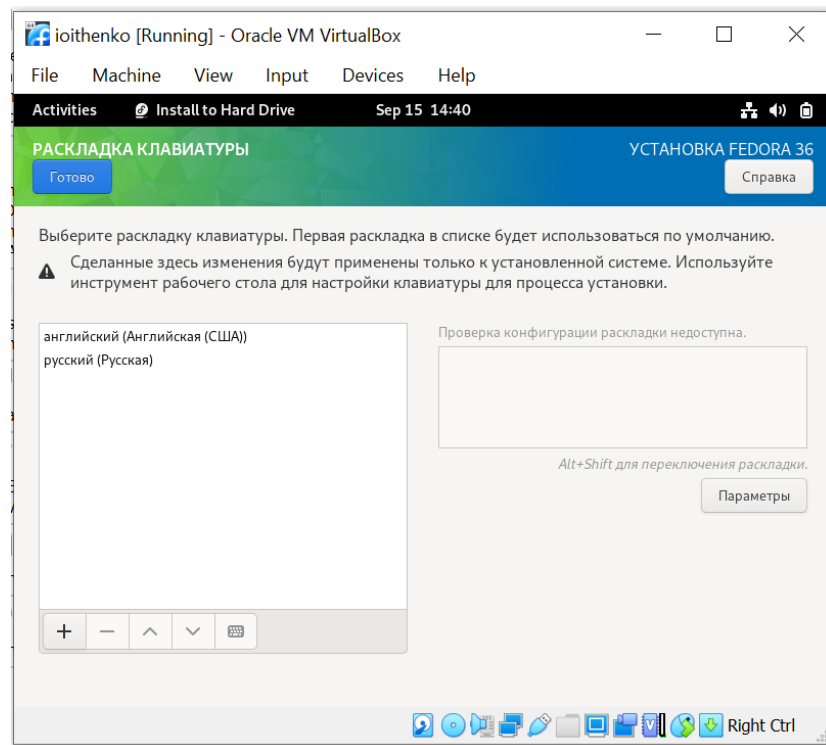 ioithenko [Running] - Oracle VM VirtualBox
File Machine View Input Devices Help
Activities Install to Hard Drive Sep 15 14:40
РАСКЛАДКА КЛАВИАТУРЫ
УСТАНОВКА FEDORA 36
Готово
Справка
Выберите раскладку клавиатуры. Первая раскладка в списке будет использоваться по умолчанию.
Сделанные здесь изменения будут применены только к установленной системе. Используйте
инструмент рабочего стола для настройки клавиатуры для процесса установки.
английский (Английская (США))
русский (Русская)
Проверка конфигурации раскладки недоступна.
Alt+Shift для переключения раскладки.
Параметры
Right Ctrl